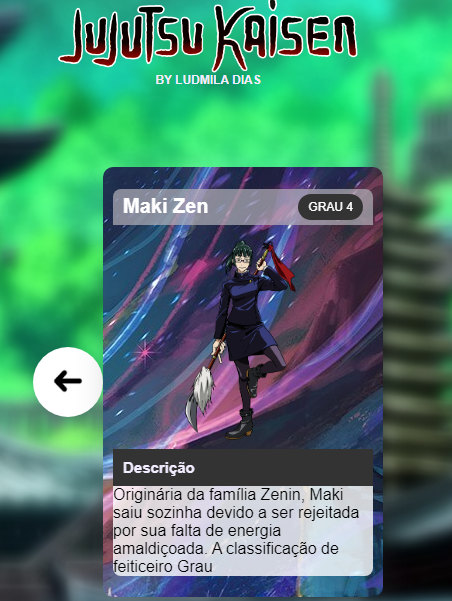 JUJUTSU KAISEN
BY LUDMILA DIAS
Maki Zen
GRAU 4
Descrição
Originária da família Zenin, Maki
saiu sozinha devido a ser rejeitada
por sua falta de energia
amaldiçoada. A classificação de
feiticeiro Grau